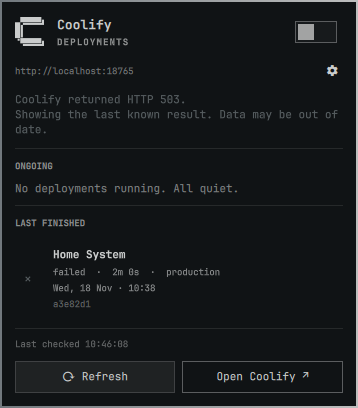 Coolify
DEPLOYMENTS
http://localhost:18765
Coolify returned HTTP 503.
Showing the last known result. Data may be out of
date.
ONGOING
No deployments running. All quiet.
LAST FINISHED
Home System
× failed · 2m 0s · production
Wed, 18 Nov · 10:38
a3e82d1
Last checked 10:46:08
Refresh
Open Coolify ↗